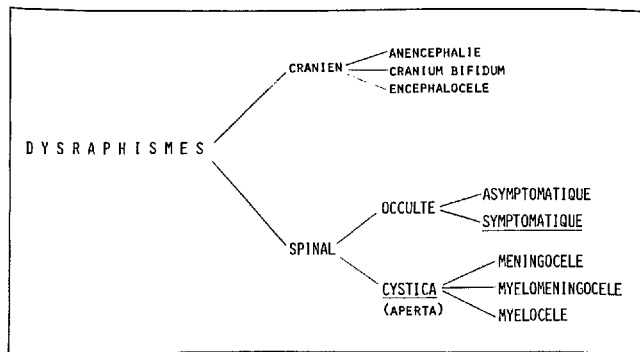 ANENCEPHALIE
CRANIEN
CRANIUM BIFIDUM
ENCEPHALOCELE
DYSRAPHISMES
ASYMPTOMATIQUE
OCCULTE
SYMPTOMATIQUE
SPINAL
MENINGOCELE
CYSTICA
MYELOMENINGOCELE
(APERTA)
MYELOCELE